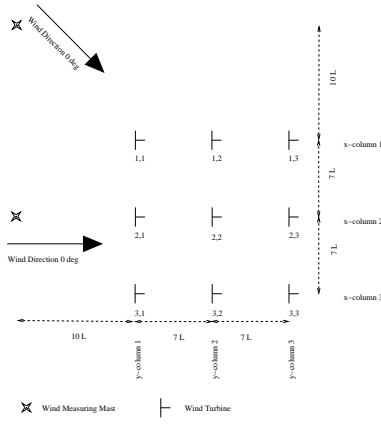 Wind Direction 0 deg
10 L
1,1
1,2
1,3
x-column 1
7 L
2,1
2,2
2,3
x-column 2
Wind Direction 0 deg
7 L
3,1
3,2
3,3
x-column 3
10 L
7 L
7 L
y-column 1
y-column 2
y-column 3
Wind Measuring Mast
Wind Turbine